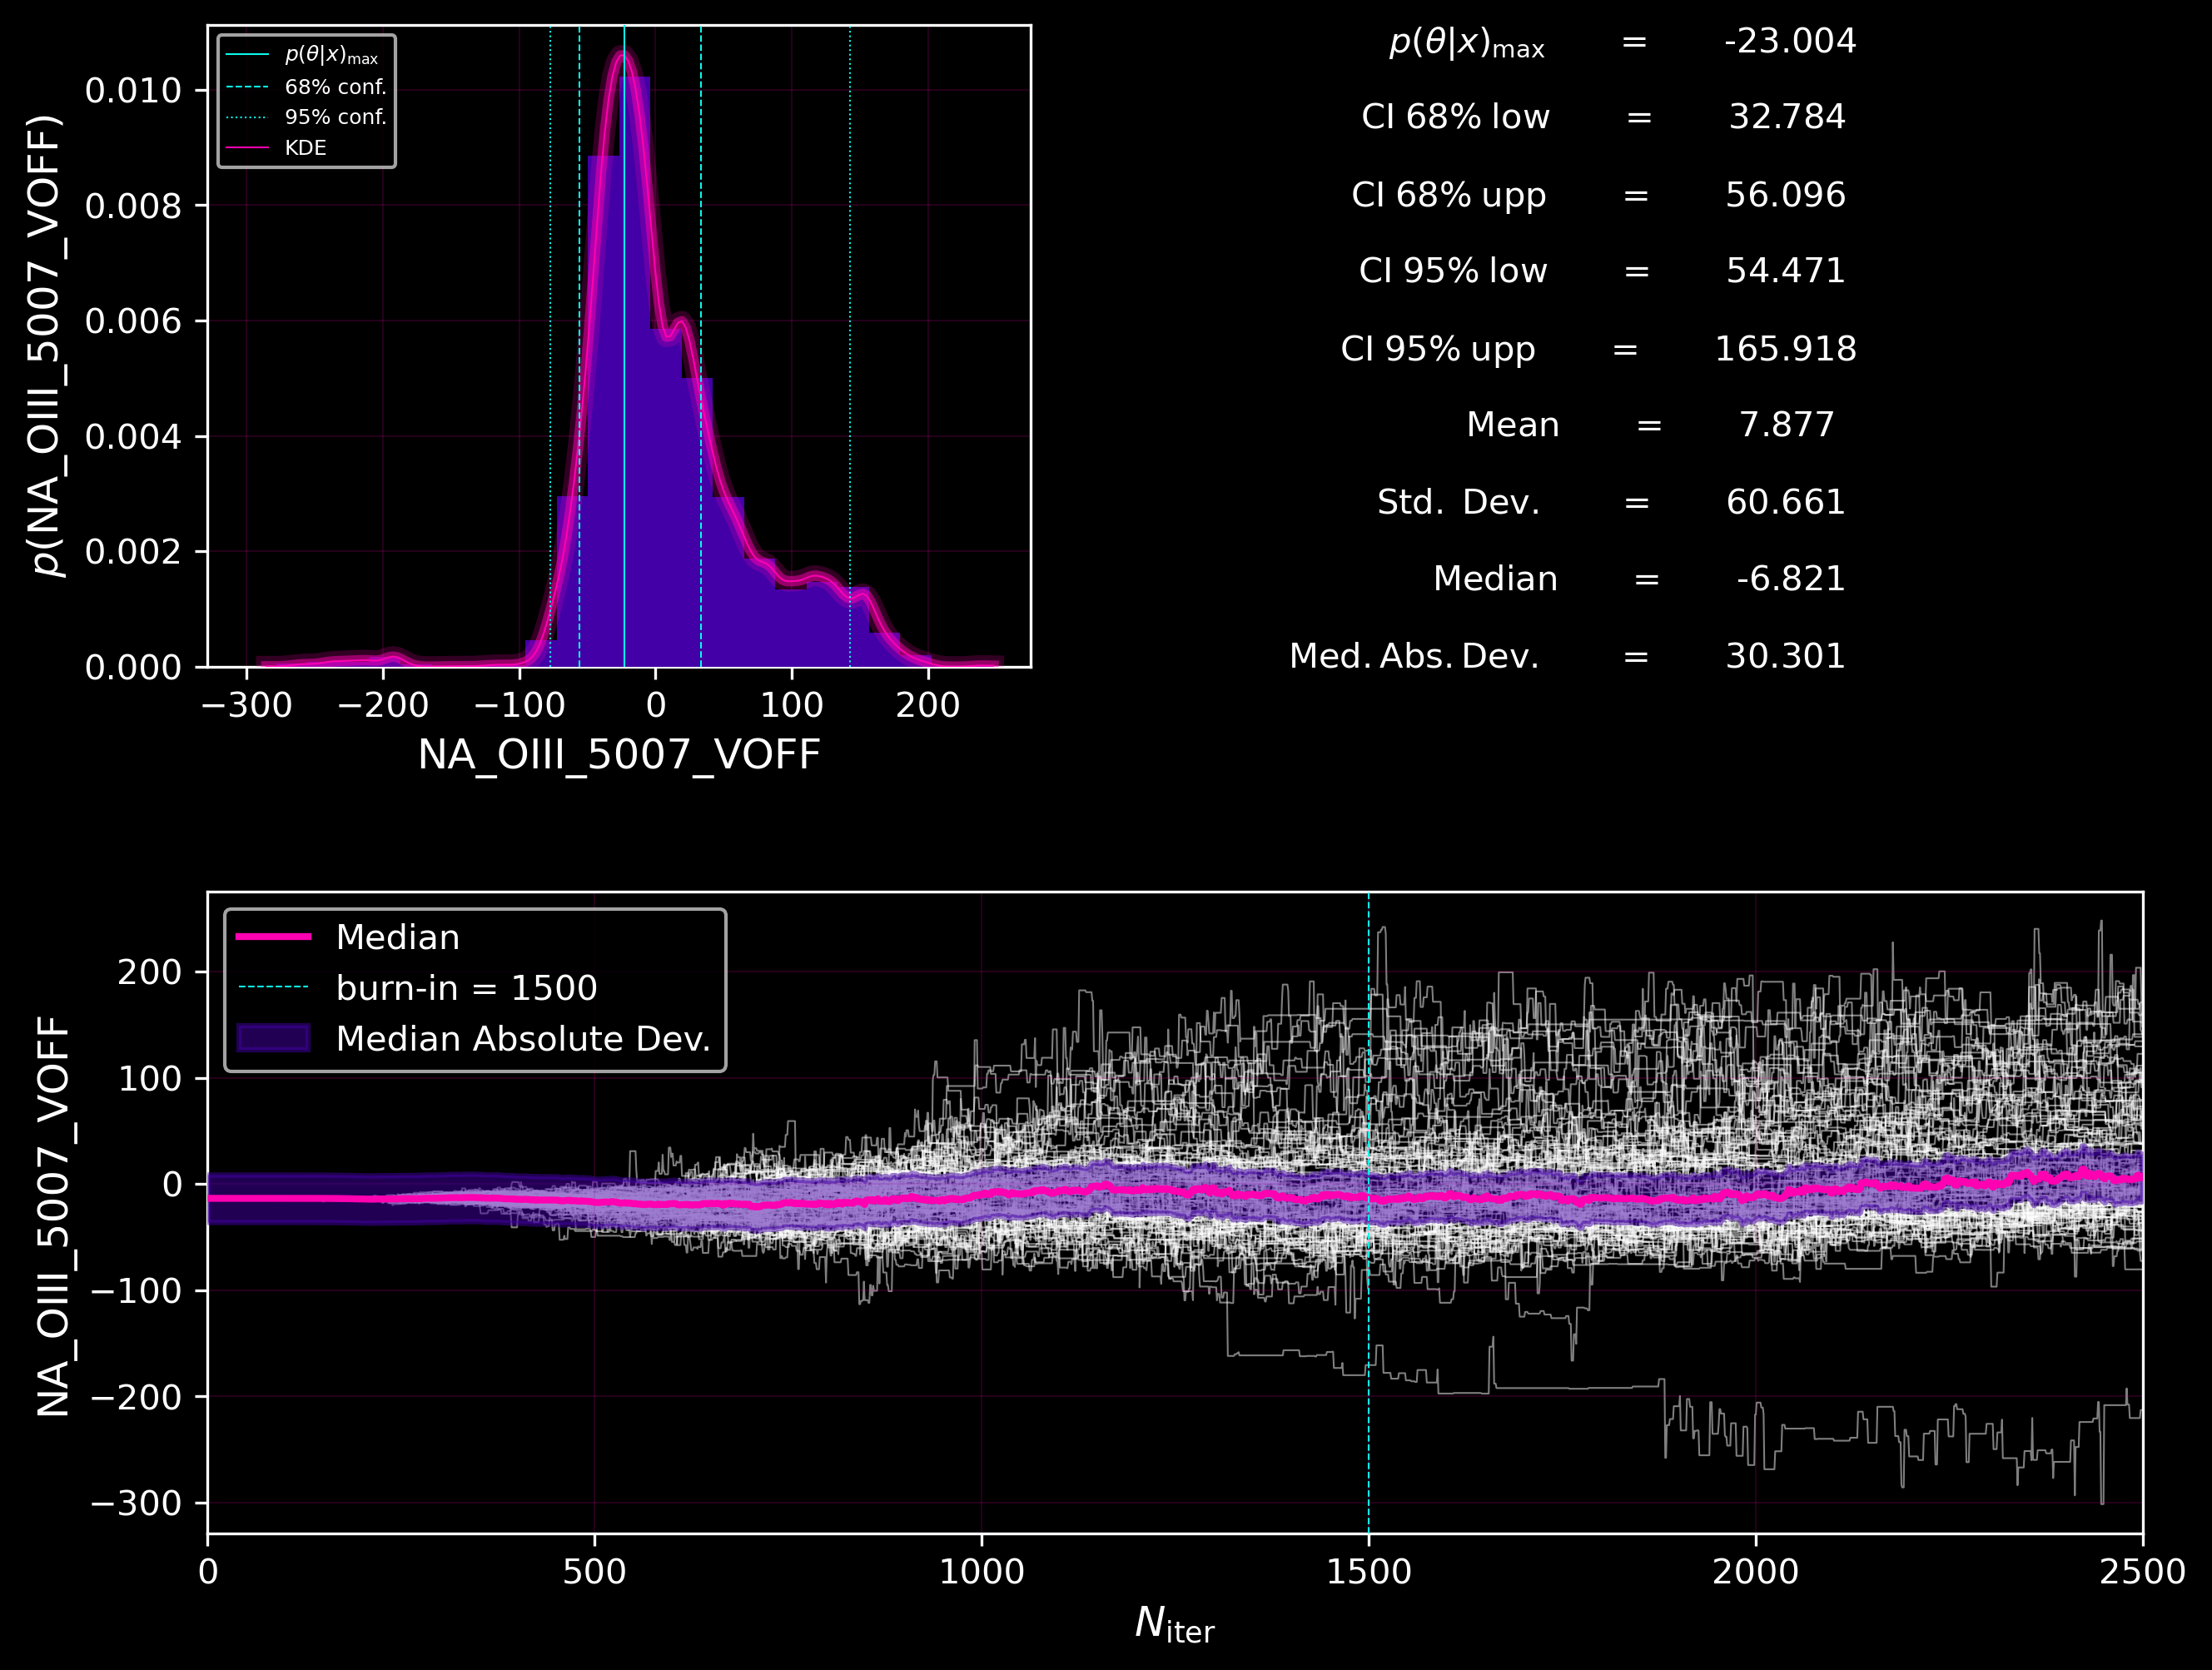 p(θ|x)max
68% conf.
95% conf.
KDE
p(NA_OIII_5007_VOFF)
0.010
0.008
0.006
0.004
0.002
0.000
−300 −200 −100 0 100 200
NA_OIII_5007_VOFF
p(θ|x)max = -23.004
CI 68% low = 32.784
CI 68% upp = 56.096
CI 95% low = 54.471
CI 95% upp = 165.918
Mean = 7.877
Std. Dev. = 60.661
Median = -6.821
Med. Abs. Dev. = 30.301
Median
burn-in = 1500
Median Absolute Dev.
NA_OIII_5007_VOFF
200
100
0
−100
−200
−300
0 500 1000 1500 2000 2500
Niter